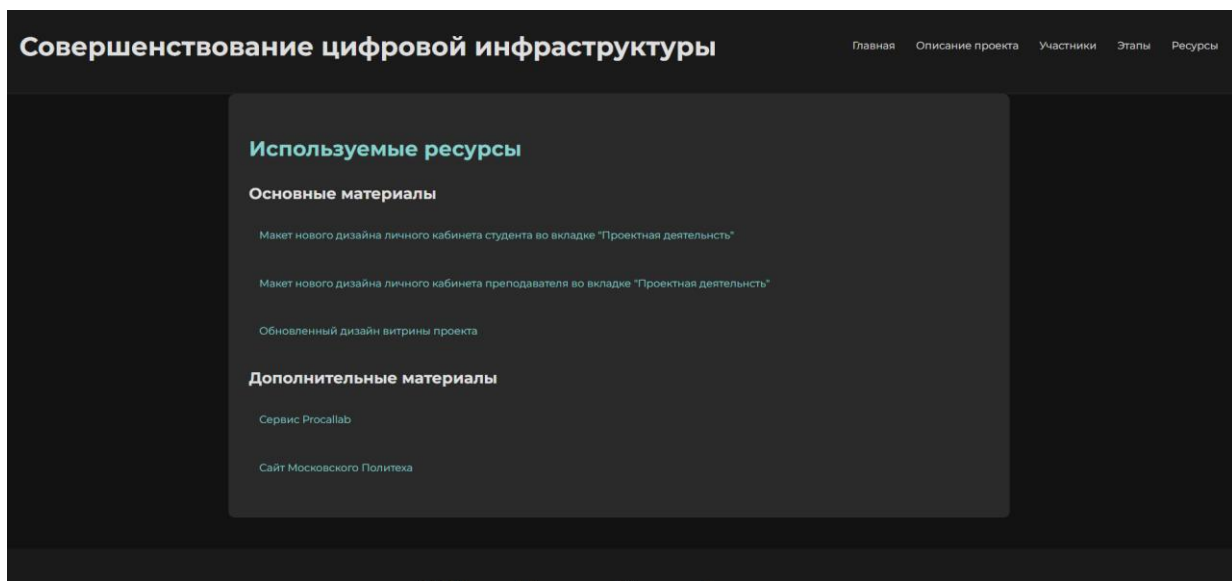 Совершенствование цифровой инфраструктуры
Главная Описание проекта Участники Этапы Ресурсы
Используемые ресурсы
Основные материалы
Макет нового дизайна личного кабинета студента во вкладке "Проектная деятельнсть"
Макет нового дизайна личного кабинета преподавателя во вкладке "Проектная деятельнсть"
Обновленный дизайн витрины проекта
Дополнительные материалы
Сервис Procallab
Сайт Московского Политеха